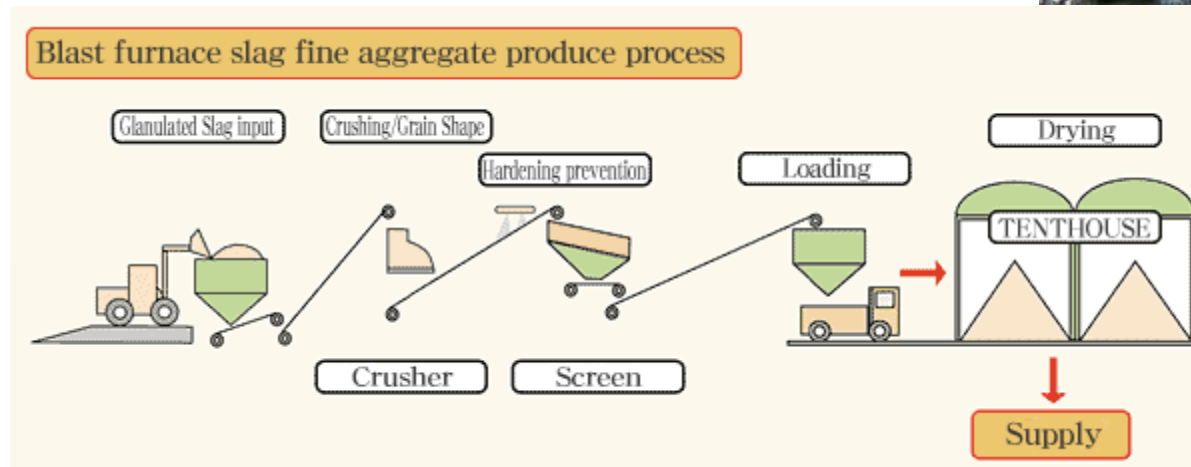 Blast furnace slag fine aggregate produce process
Glanulated Slag input
Crushing/Grain Shape
Hardening prevention
Loading
Drying
TENTHOUSE
Crusher
Screen
Supply